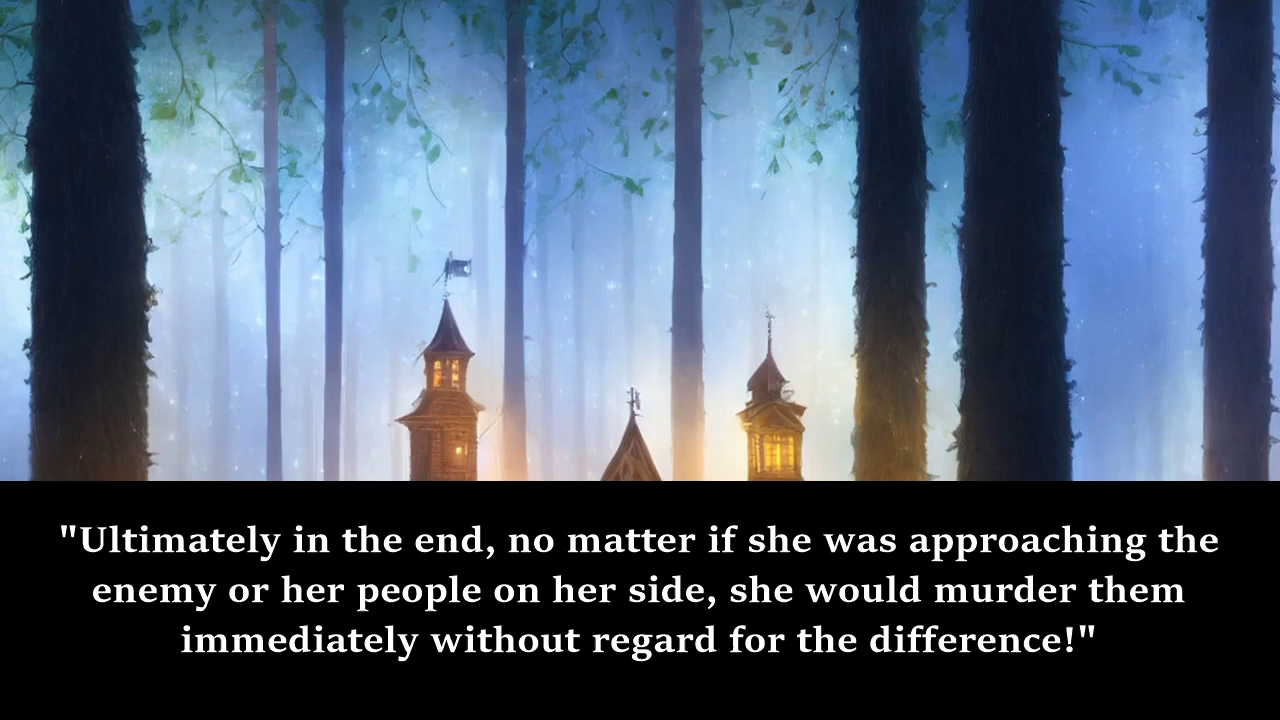 "Ultimately in the end, no matter if she was approaching the
enemy or her people on her side, she would murder them
immediately without regard for the difference!"